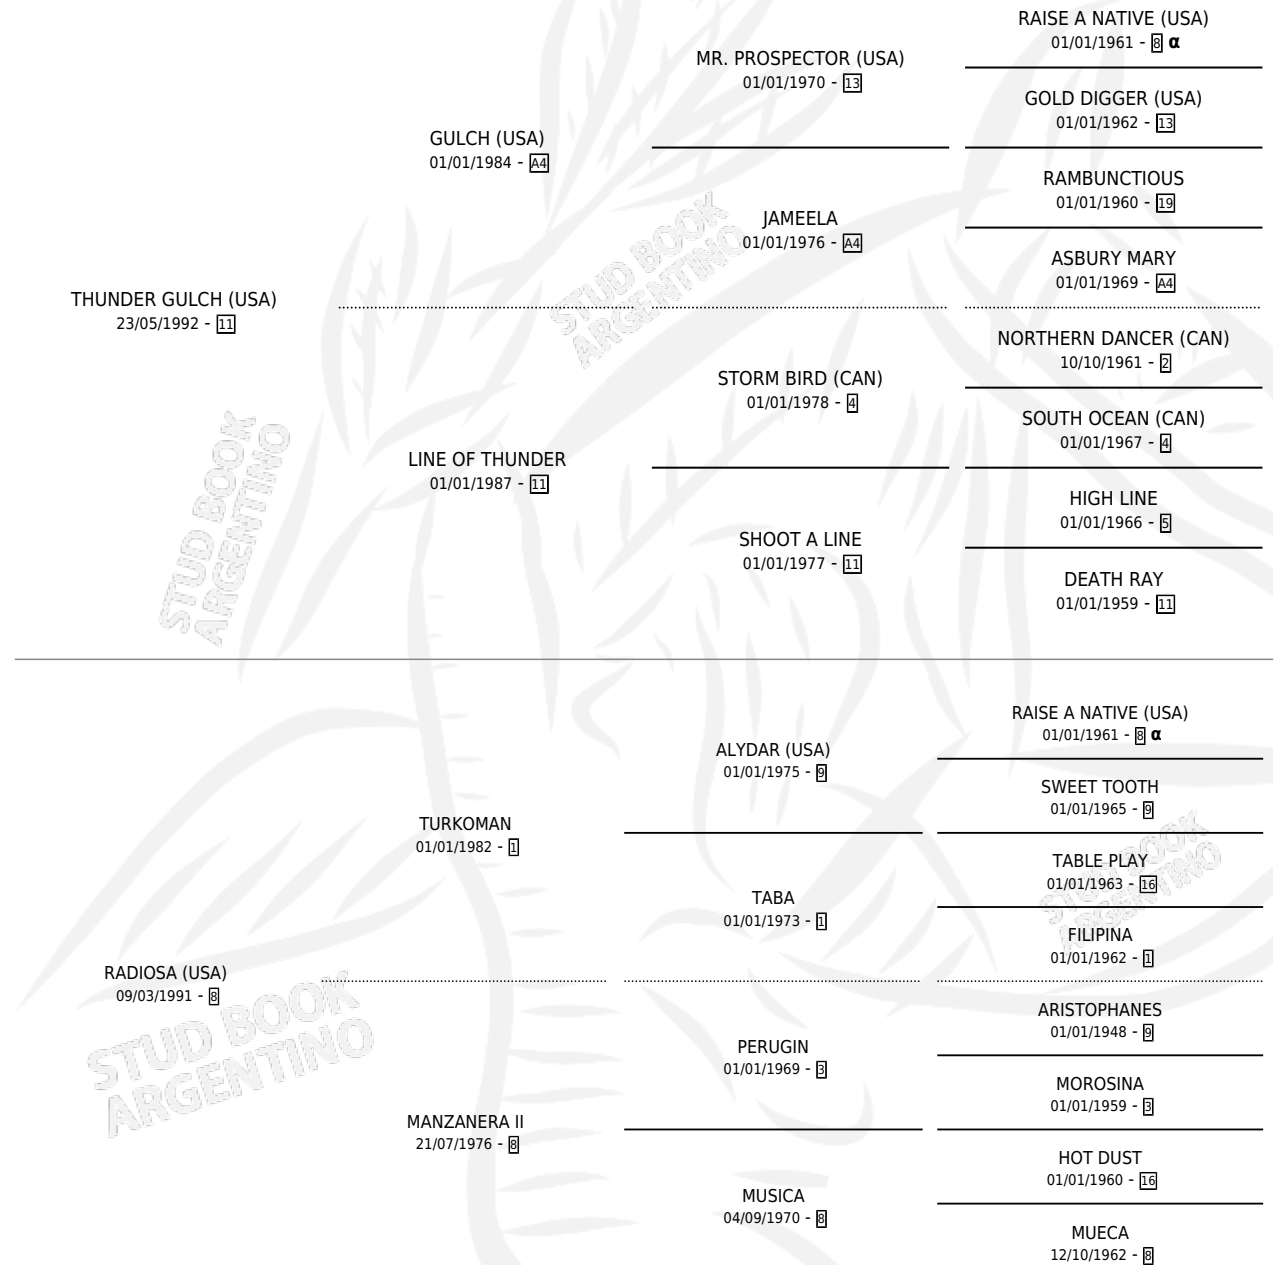 RAISE A NATIVE (USA)
01/01/1961 - 8 α
MR. PROSPECTOR (USA)
01/01/1970 - 13
GOLD DIGGER (USA)
01/01/1962 - 13
GULCH (USA)
01/01/1984 - A4
RAMBUNCTIOUS
01/01/1960 - 19
JAMEELA
01/01/1976 - A4
ASBURY MARY
01/01/1969 - A4
THUNDER GULCH (USA)
23/05/1992 - 11
STUD BOOK
ARGENTINO
NORTHERN DANCER (CAN)
10/10/1961 - 2
STORM BIRD (CAN)
01/01/1978 - 4
SOUTH OCEAN (CAN)
01/01/1967 - 4
LINE OF THUNDER
01/01/1987 - 11
HIGH LINE
01/01/1966 - 5
SHOOT A LINE
01/01/1977 - 11
DEATH RAY
01/01/1959 - 11
STUD BOOK
ARGENTINO
RAISE A NATIVE (USA)
01/01/1961 - 8 α
ALYDAR (USA)
01/01/1975 - 9
SWEET TOOTH
01/01/1965 - 9
TURKOMAN
01/01/1982 - 1
TABLE PLAY
01/01/1963 - 16
STUD BOOK
ARGENTINO
TABA
01/01/1973 - 1
FILIPINA
01/01/1962 - 1
RADIOSA (USA)
09/03/1991 - 8
STUD BOOK
ARGENTINO
ARISTOPHANES
01/01/1948 - 9
PERUGIN
01/01/1969 - 3
MOROSINA
01/01/1959 - 3
MANZANERA II
21/07/1976 - 8
HOT DUST
01/01/1960 - 16
MUSICA
04/09/1970 - 8
MUECA
12/10/1962 - 8